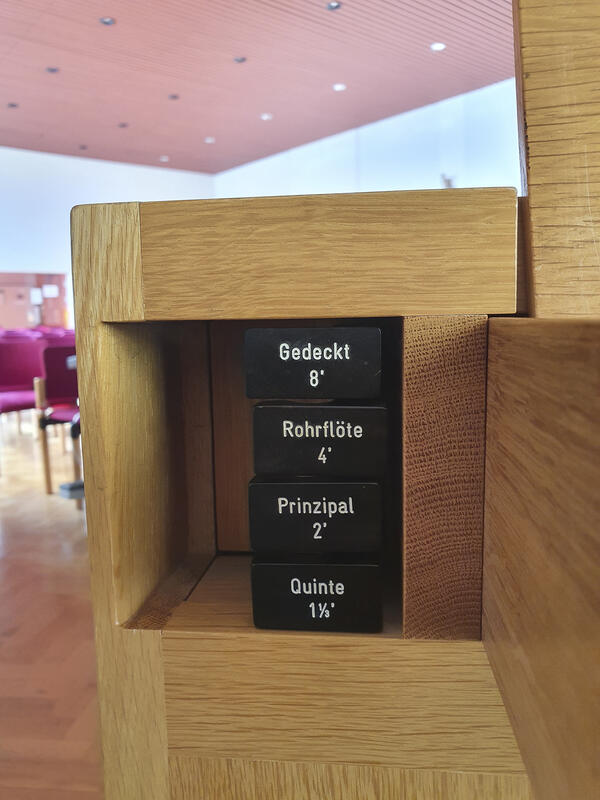 Gedeckt
8'
Rohrflöte
4'
Prinzipal
2'
Quinte
1⅓'